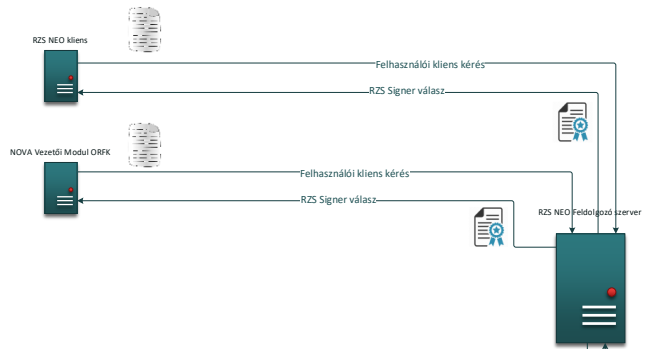 RZS NEO kliens
Felhasználói kliens kérés
RZS Signer válasz
NOVA Vezetői Modul ORFK
Felhasználói kliens kérés
RZS Signer válasz
RZS NEO Feldolgozó szerver